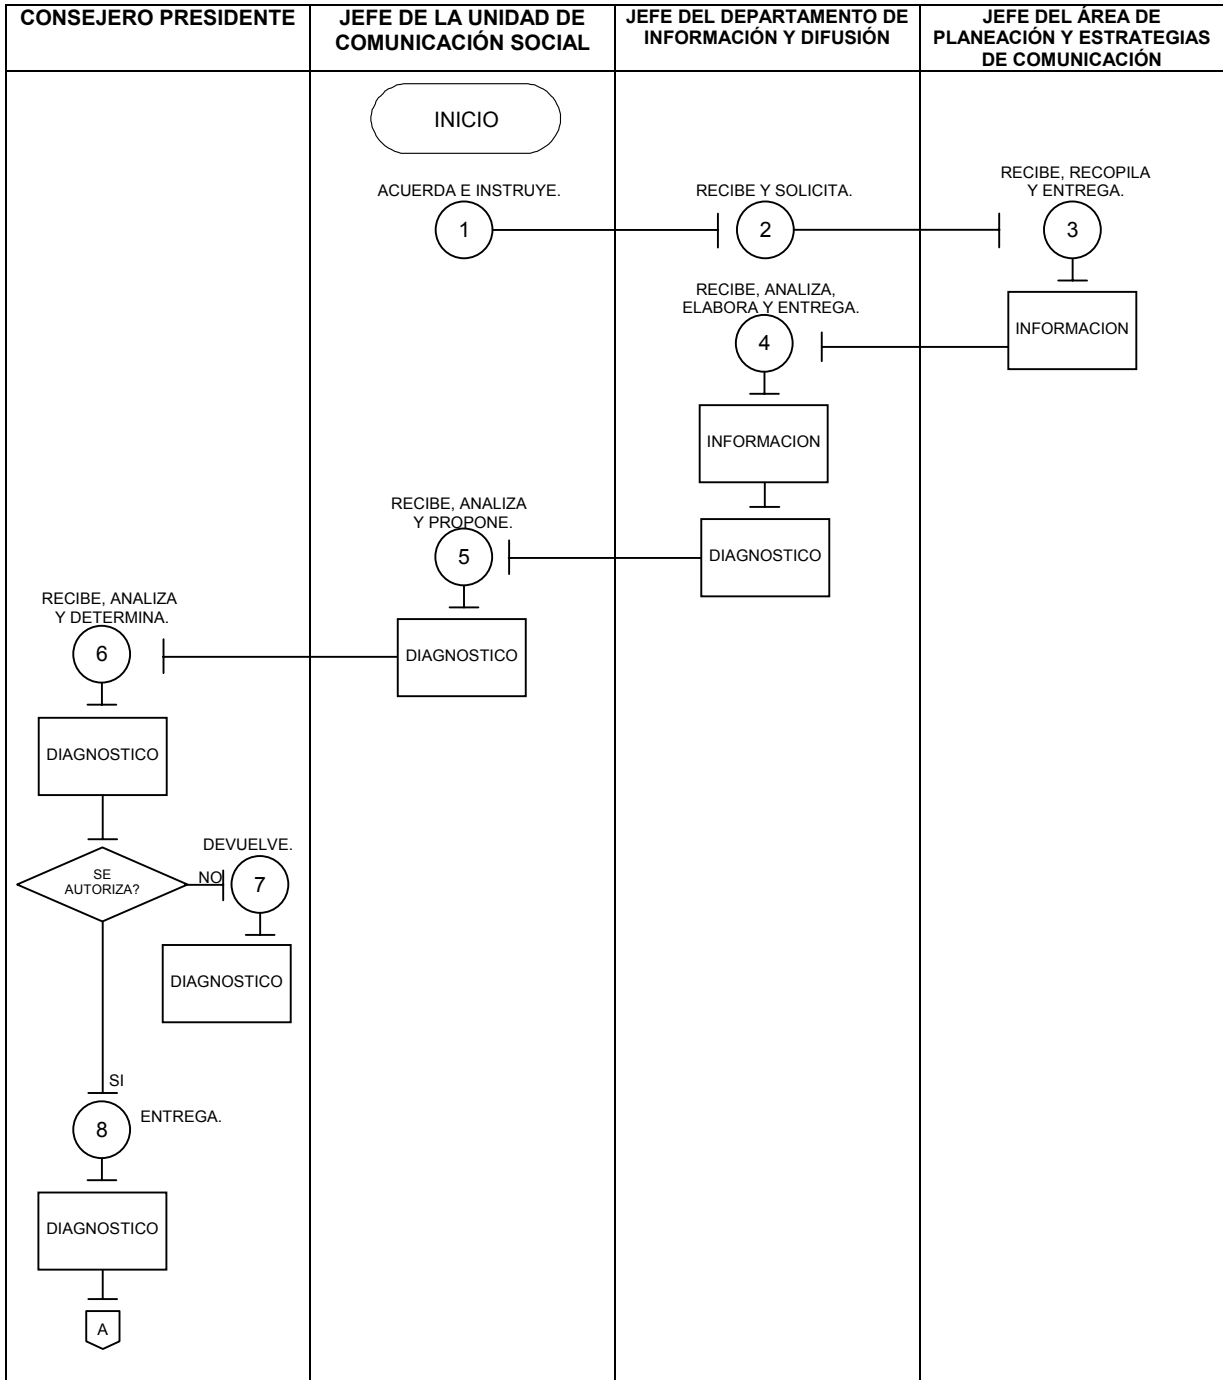 CONSEJERO PRESIDENTE
JEFE DE LA UNIDAD DE
COMUNICACIÓN SOCIAL
JEFE DEL DEPARTAMENTO DE
INFORMACIÓN Y DIFUSIÓN
JEFE DEL ÁREA DE
PLANEACIÓN Y ESTRATEGIAS
DE COMUNICACIÓN
INICIO
ACUERDA E INSTRUYE.
1
RECIBE Y SOLICITA.
2
RECIBE, RECOPILA
Y ENTREGA.
3
INFORMACION
RECIBE, ANALIZA,
ELABORA Y ENTREGA.
4
INFORMACION
DIAGNOSTICO
RECIBE, ANALIZA
Y PROPONE.
5
DIAGNOSTICO
RECIBE, ANALIZA
Y DETERMINA.
6
DIAGNOSTICO
SE
AUTORIZA?
NO
DEVUELVE.
7
DIAGNOSTICO
SI
8
ENTREGA.
DIAGNOSTICO
A